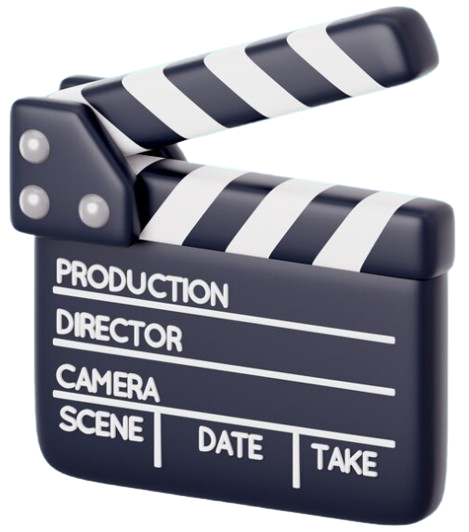 PRODUCTION
DIRECTOR
CAMERA
SCENE DATE TAKE